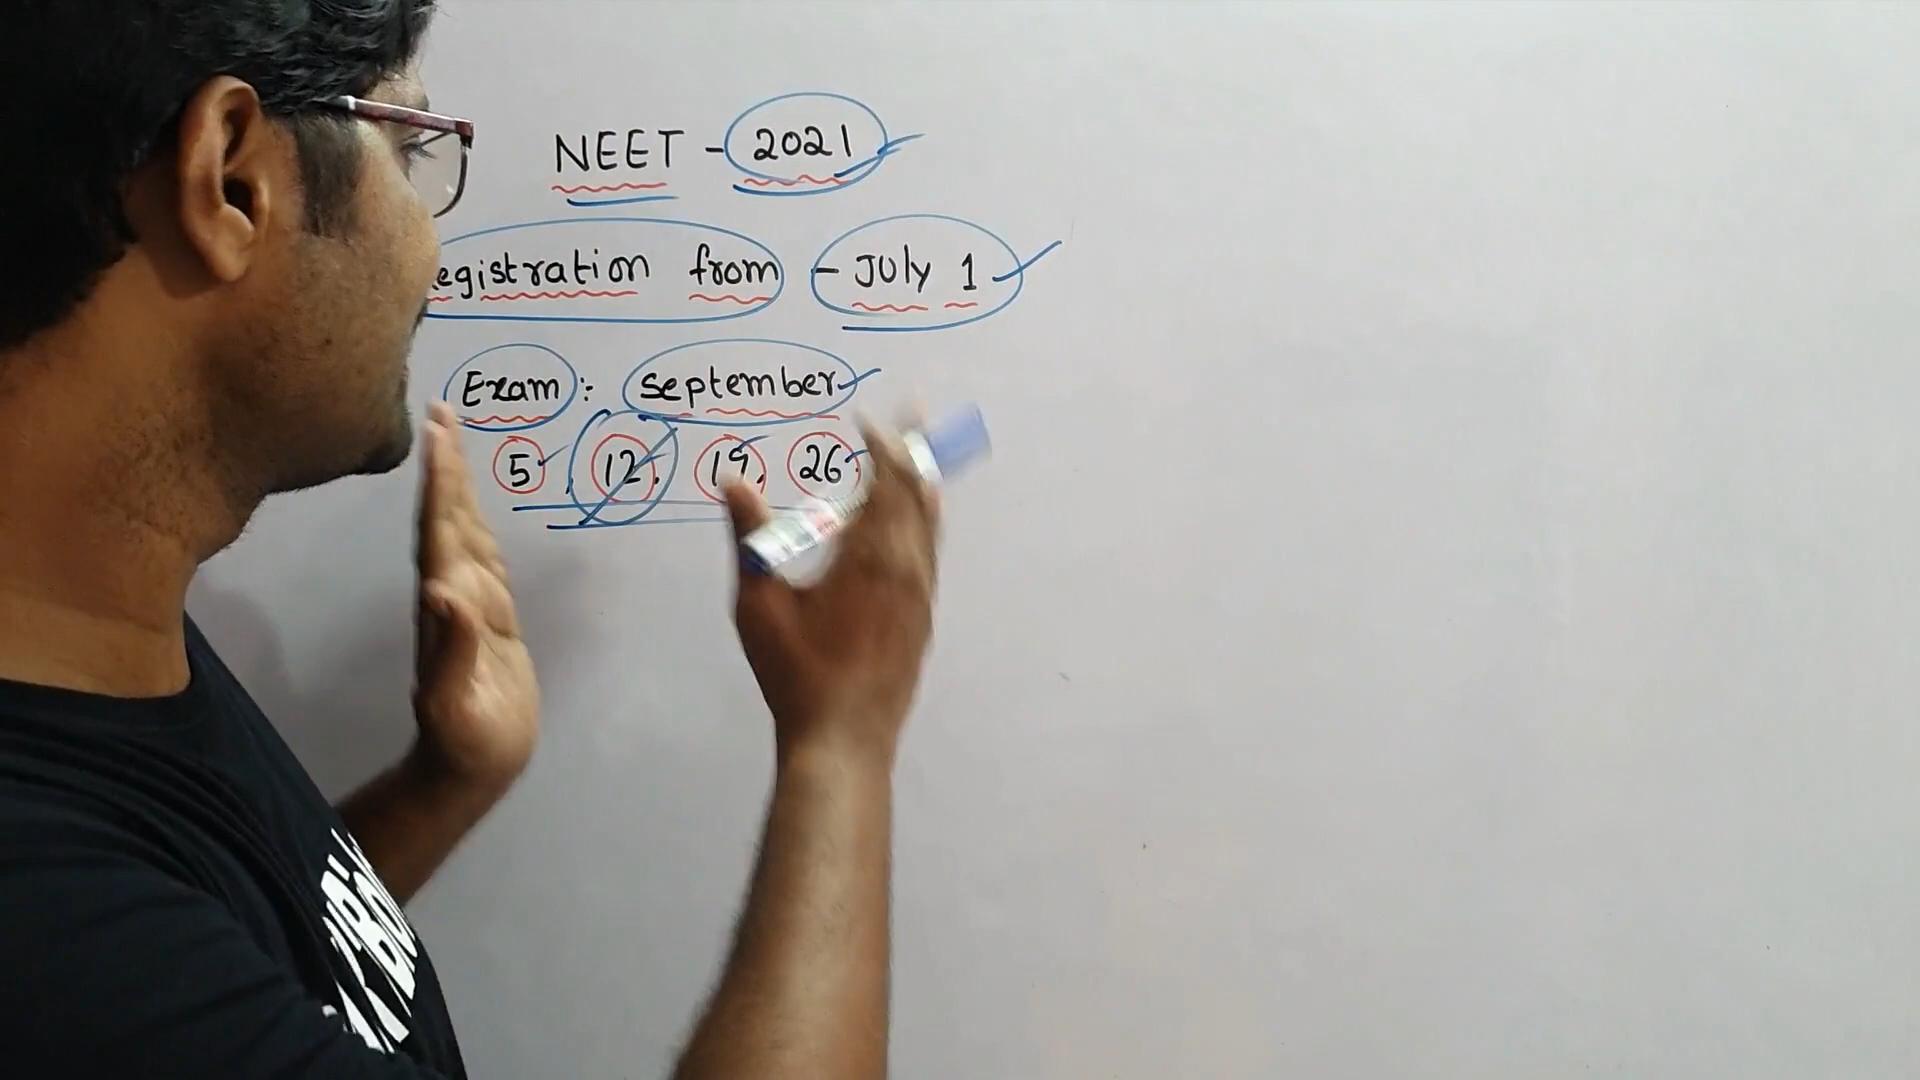 NEET - 2021
Registration from - July 1
Exam : September
5, 12, 19, 26